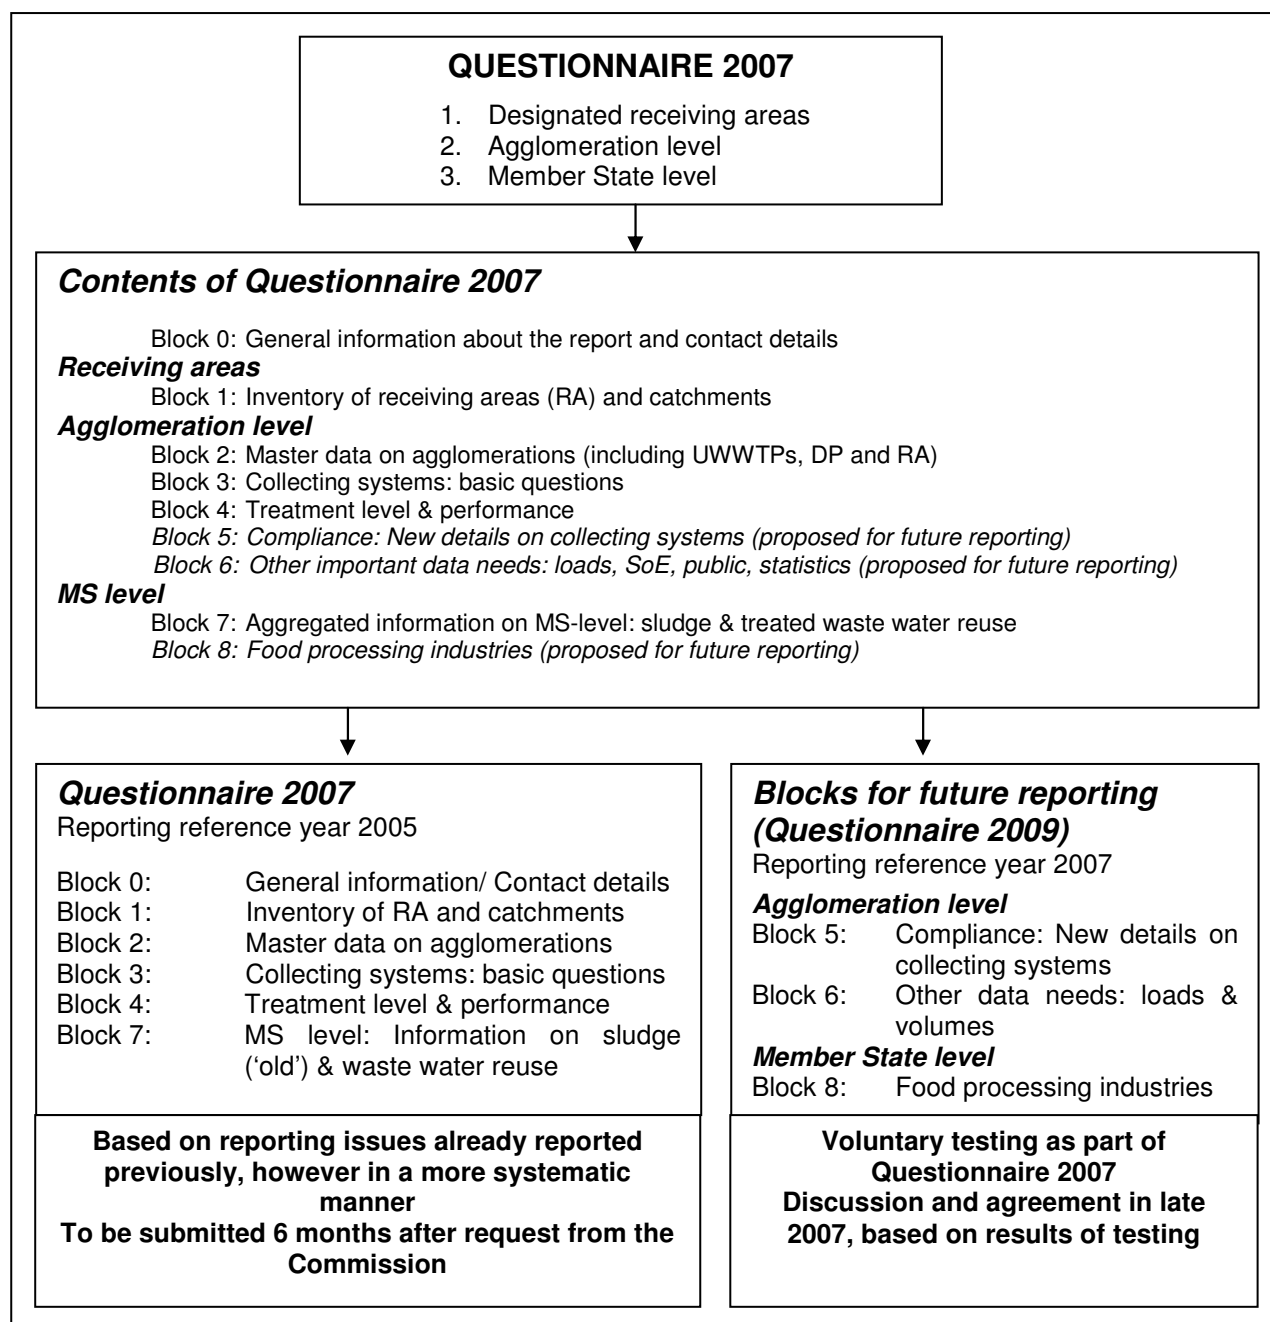 QUESTIONNAIRE 2007
1. Designated receiving areas
2. Agglomeration level
3. Member State level
Contents of Questionnaire 2007
Block 0: General information about the report and contact details
Receiving areas
Block 1: Inventory of receiving areas (RA) and catchments
Agglomeration level
Block 2: Master data on agglomerations (including UWWTPs, DP and RA)
Block 3: Collecting systems: basic questions
Block 4: Treatment level & performance
Block 5: Compliance: New details on collecting systems (proposed for future reporting)
Block 6: Other important data needs: loads, SoE, public, statistics (proposed for future reporting)
MS level
Block 7: Aggregated information on MS-level: sludge & treated waste water reuse
Block 8: Food processing industries (proposed for future reporting)
Questionnaire 2007
Reporting reference year 2005
Block 0: General information/ Contact details
Block 1: Inventory of RA and catchments
Block 2: Master data on agglomerations
Block 3: Collecting systems: basic questions
Block 4: Treatment level & performance
Block 7: MS level: Information on sludge
('old') & waste water reuse
Based on reporting issues already reported
previously, however in a more systematic
manner
To be submitted 6 months after request from the
Commission
Blocks for future reporting
(Questionnaire 2009)
Reporting reference year 2007
Agglomeration level
Block 5: Compliance: New details on
collecting systems
Block 6: Other data needs: loads &
volumes
Member State level
Block 8: Food processing industries
Voluntary testing as part of
Questionnaire 2007
Discussion and agreement in late
2007, based on results of testing